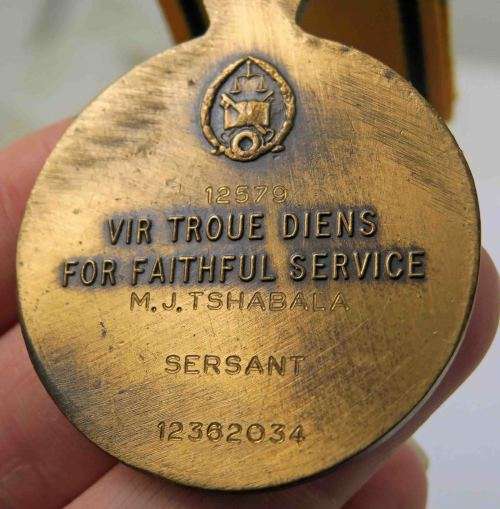 12579
VIR TROUE DIENS
FOR FAITHFUL SERVICE
M.J.TSHABALA
SERSANT
12362034